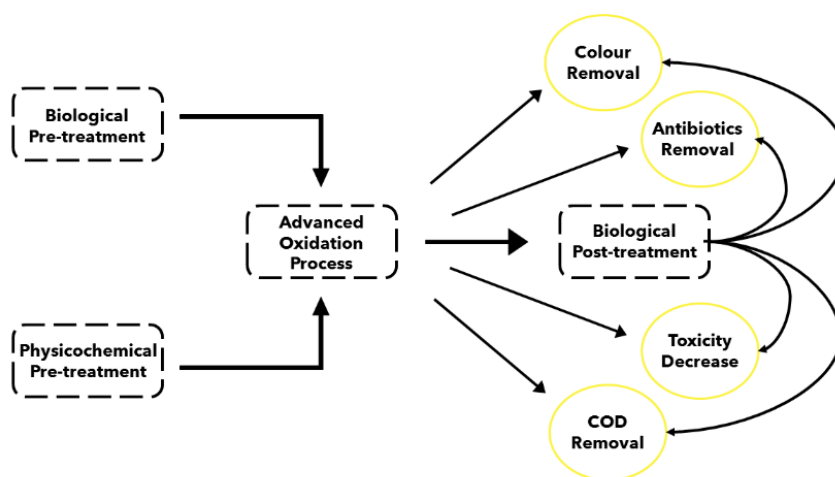 Colour
Removal
Biological
Pre-treatment
Antibiotics
Removal
Advanced
Oxidation
Process
Biological
Post-treatment
Physicochemical
Pre-treatment
Toxicity
Decrease
COD
Removal